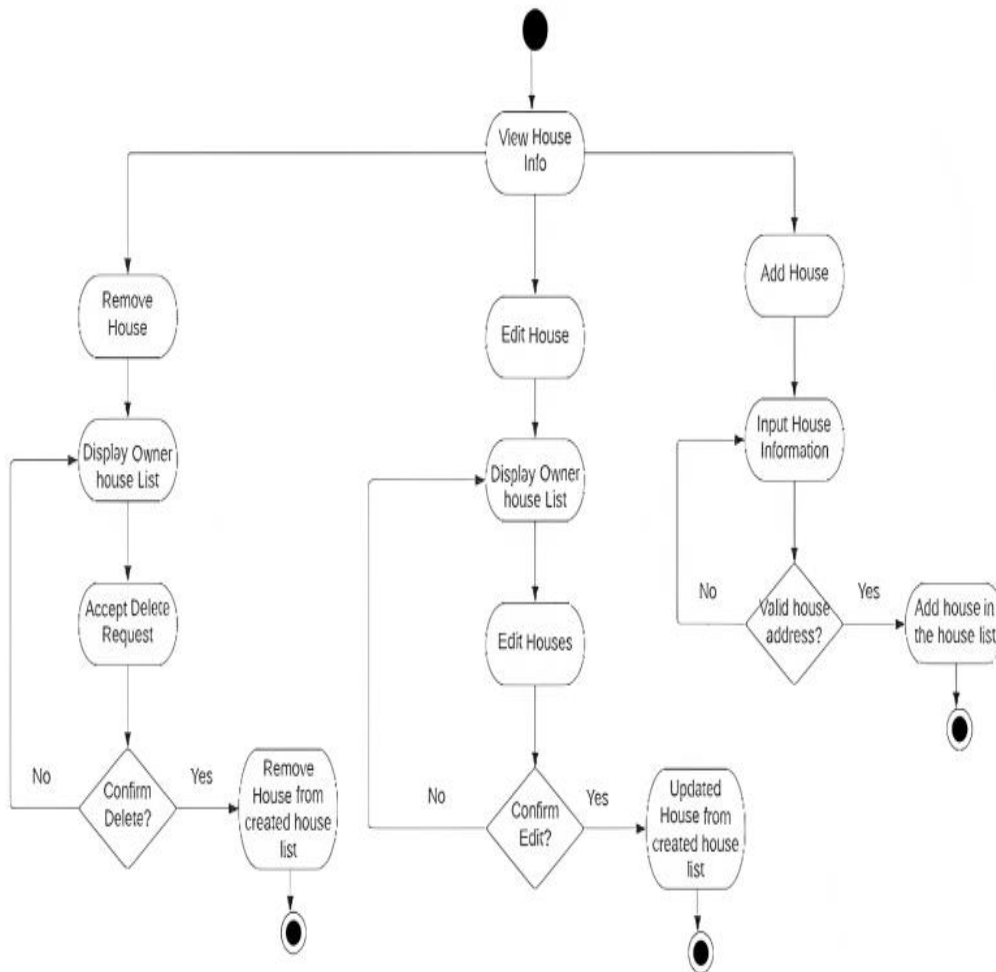 View House
Info
Remove
House
Edit House
Add House
Display Owner
house List
Display Owner
house List
Input House
Information
Accept Delete
Request
Edit Houses
No
Valid house
address?
Yes
Add house in
the house list
No
Confirm
Delete?
Yes
Remove
House from
created house
list
No
Confirm
Edit?
Yes
Updated
House from
created house
list